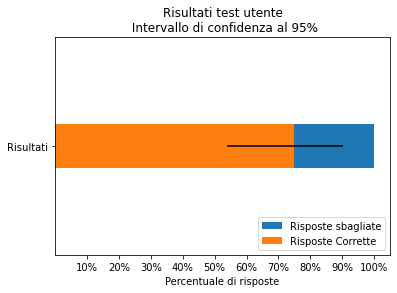 Risultati test utente
Intervallo di confidenza al 95%
Risultati
Risposte sbagliate
Risposte Corrette
10% 20% 30% 40% 50% 60% 70% 80% 90% 100%
Percentuale di risposte